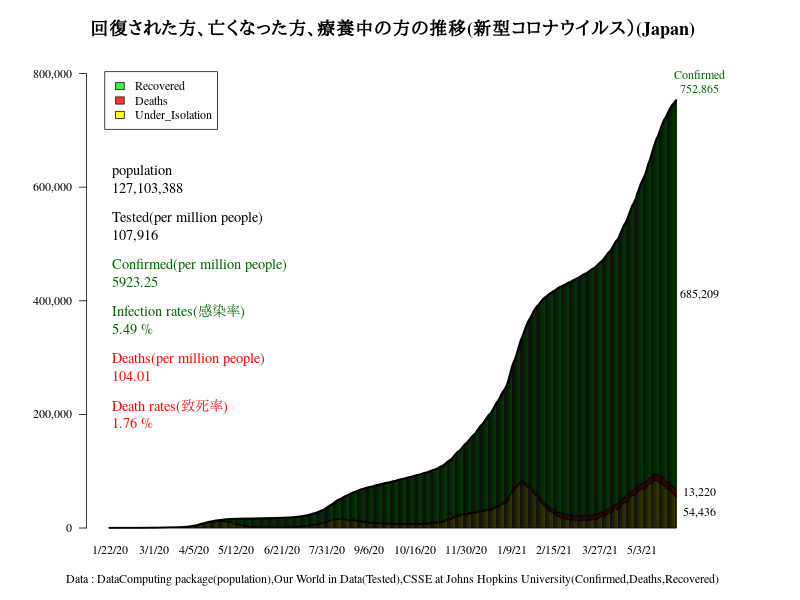 回復された方、亡くなった方、療養中の方の推移(新型コロナウイルス)(Japan)
Confirmed
752,865
800,000
600,000
400,000
200,000
0
Recovered
Deaths
Under_Isolation
population
127,103,388
Tested(per million people)
107,916
Confirmed(per million people)
5923.25
Infection rates(感染率)
5.49 %
Deaths(per million people)
104.01
Death rates(致死率)
1.76 %
685,209
13,220
54,436
1/22/20 3/1/20 4/5/20 5/12/20 6/21/20 7/31/20 9/6/20 10/16/20 11/30/20 1/9/21 2/15/21 3/27/21 5/3/21
Data : DataComputing package(population),Our World in Data(Tested),CSSE at Johns Hopkins University(Confirmed,Deaths,Recovered)